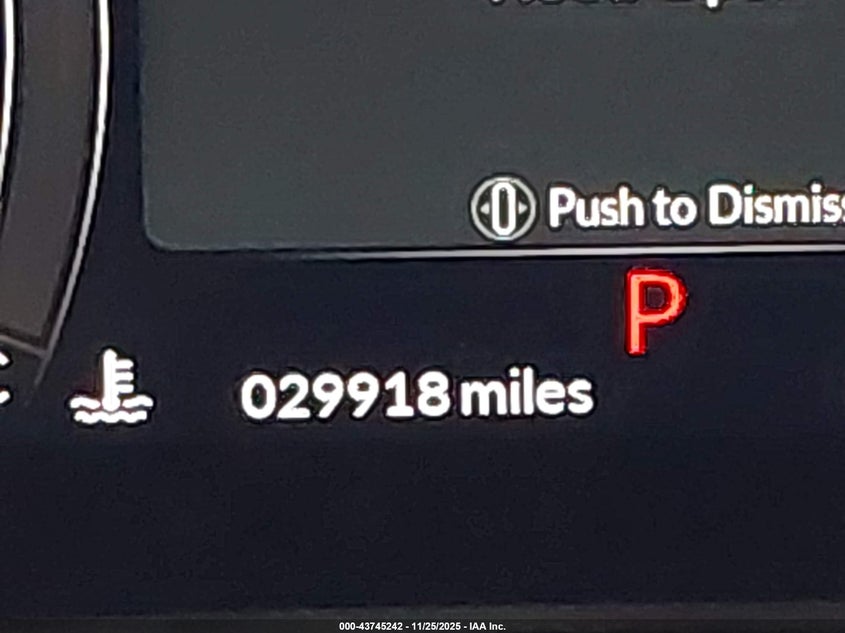 Push to Dismiss
P
029918 miles
C
000-43745242 - 11/25/2025 - IAA Inc.